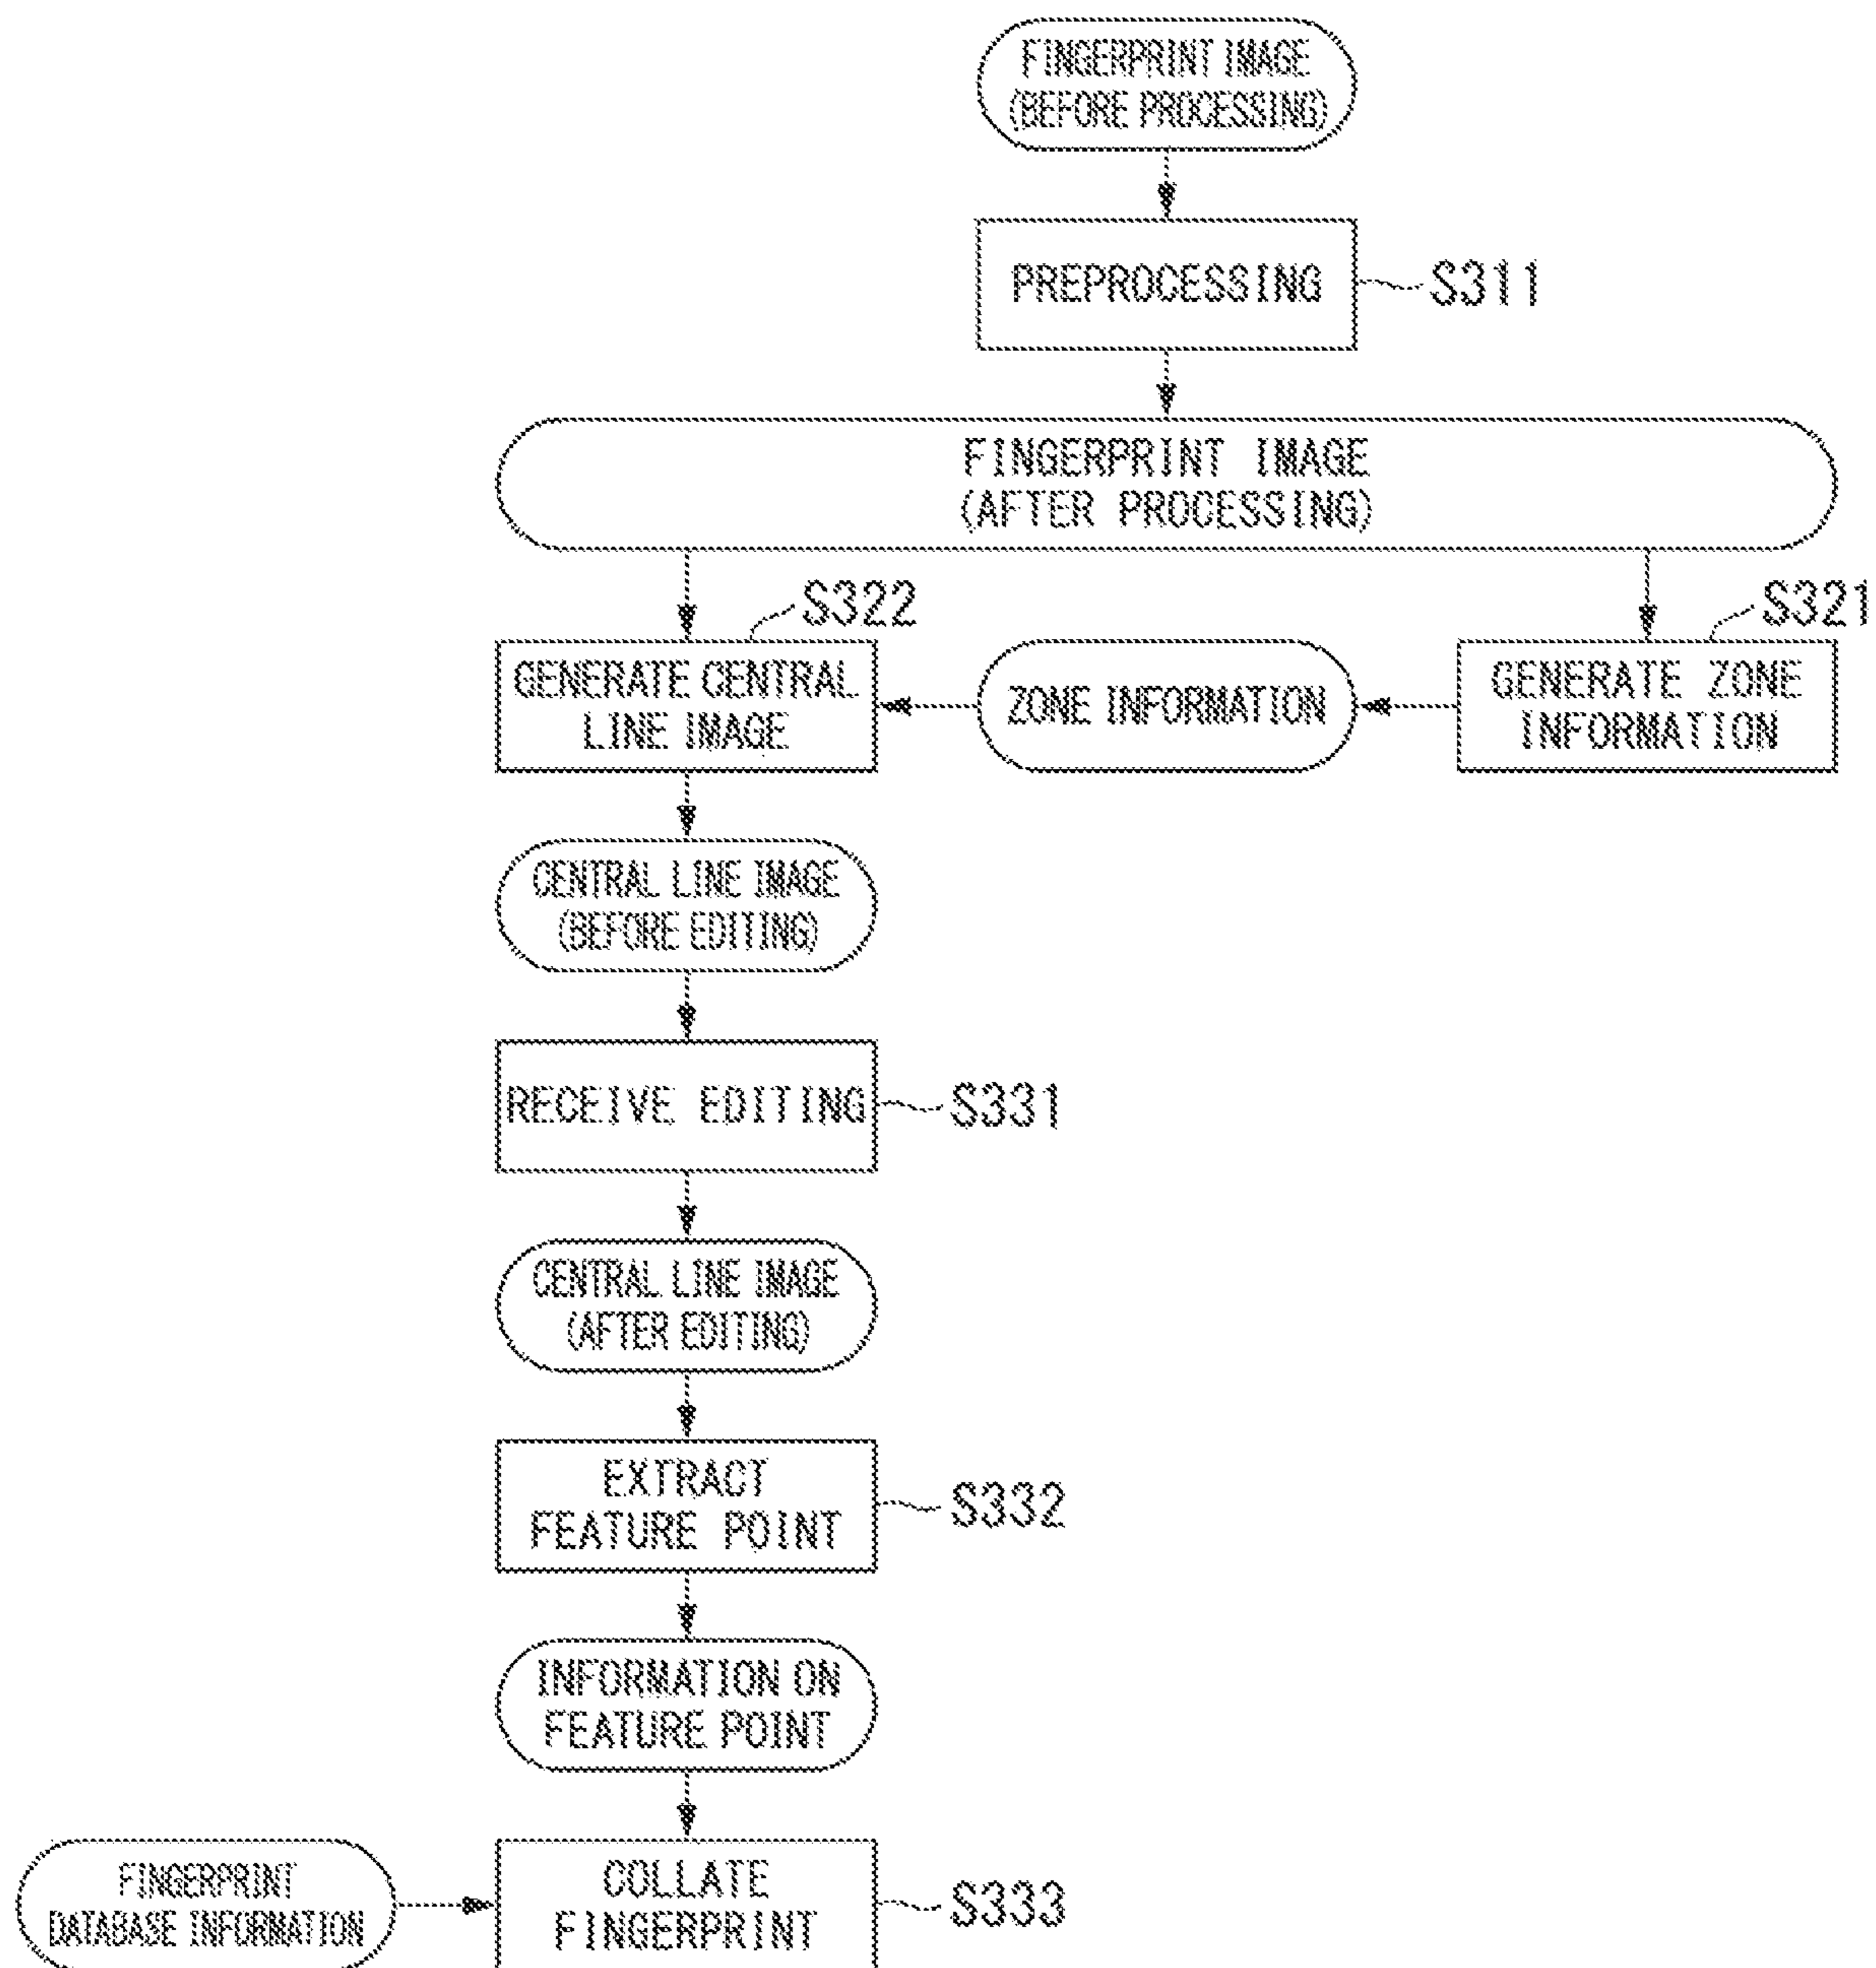 FINGERPRINT IMAGE
(BEFORE PROCESSING)
PREPROCESSING
S311
FINGERPRINT IMAGE
(AFTER PROCESSING)
S322
S321
GENERATE CENTRAL
LINE IMAGE
ZONE INFORMATION
GENERATE ZONE
INFORMATION
CENTRAL LINE IMAGE
(BEFORE EDITING)
RECEIVE EDITING
S331
CENTRAL LINE IMAGE
(AFTER EDITING)
EXTRACT
FEATURE POINT
S332
INFORMATION ON
FEATURE POINT
FINGERPRINT
DATABASE INFORMATION
COLLATE
FINGERPRINT
S333